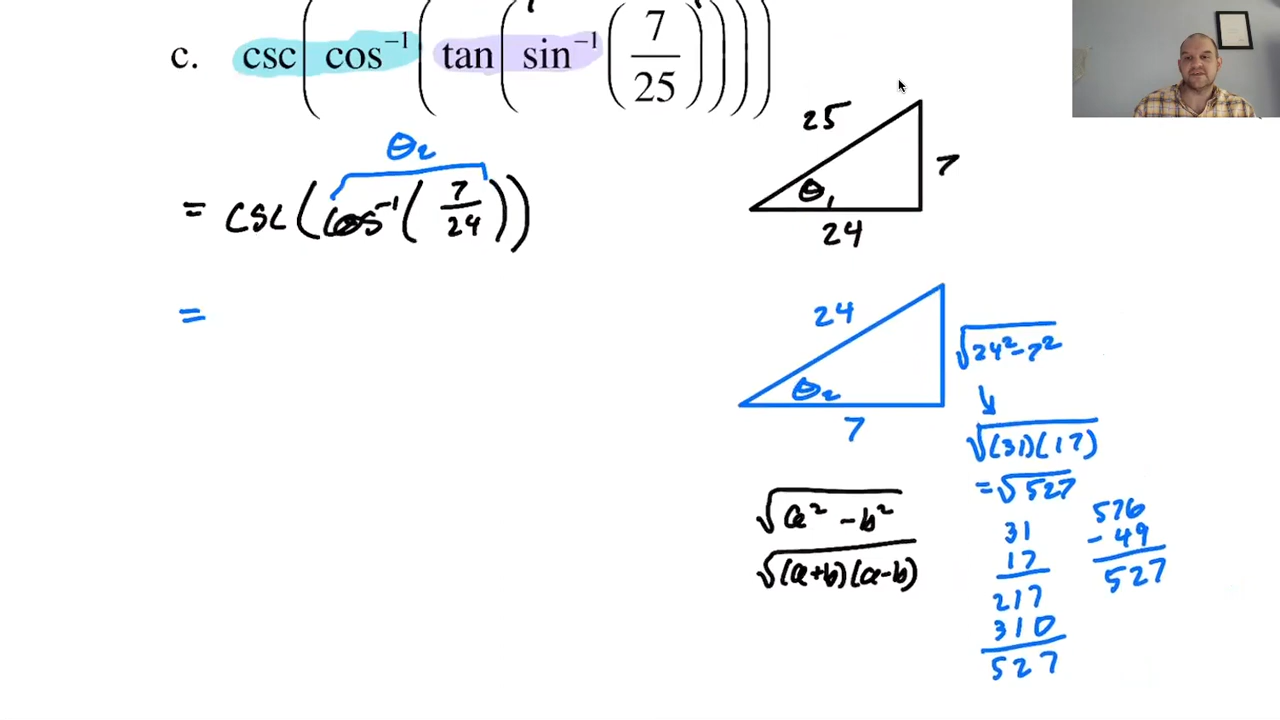 c. csc(cos⁻¹(tan(sin⁻¹(7/25))))
θ₂
= csc(cos⁻¹(7/24))
=
25
7
θ₁
24
24
√24²-7²
θ₂
7
√(31)(17)
= √527
√a² - b²
√(a+b)(a-b)
31
17
217
310
527
576
- 49
527